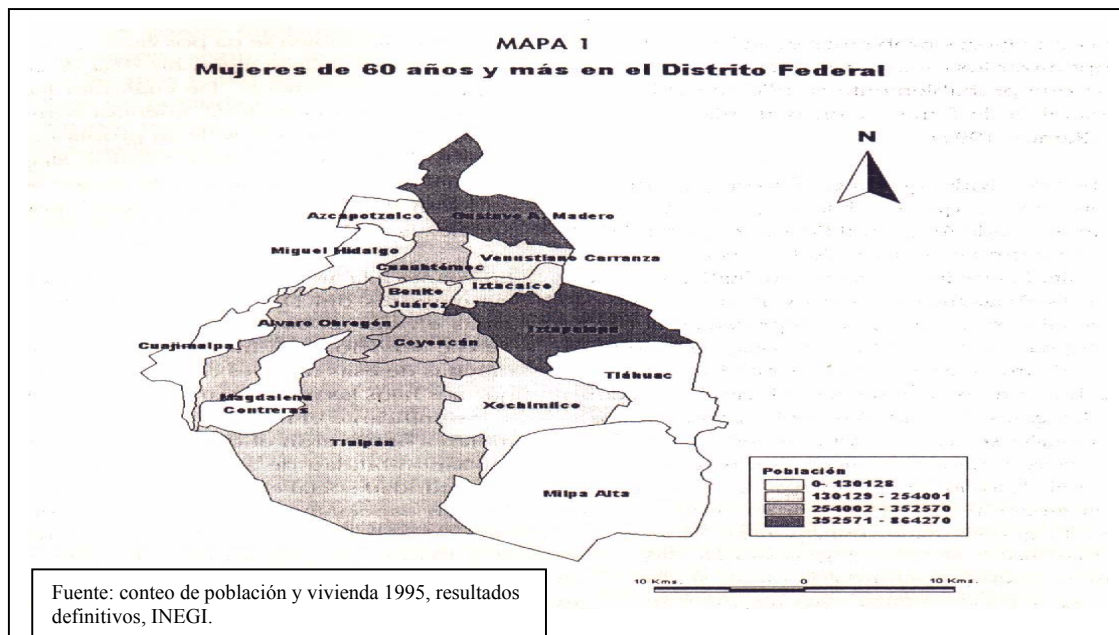 MAPA 1
Mujeres de 60 años y más en el Distrito Federal
N
Azcapotzalco
Gustavo A. Madero
Miguel Hidalgo
Cuauhtémoc
Venustiano Carranza
Benito
Juárez
Iztacalco
Alvaro Obregón
Iztapalapa
Cuajimalpa
Coyoacán
Tláhuac
Magdalena
Contreras
Xochimilco
Tlalpan
Milpa Alta
Población
0- 130128
130129 - 254001
254002 - 352570
352571 - 864270
10 Kms. 0 10 Kms.
Fuente: conteo de población y vivienda 1995, resultados
definitivos, INEGI.